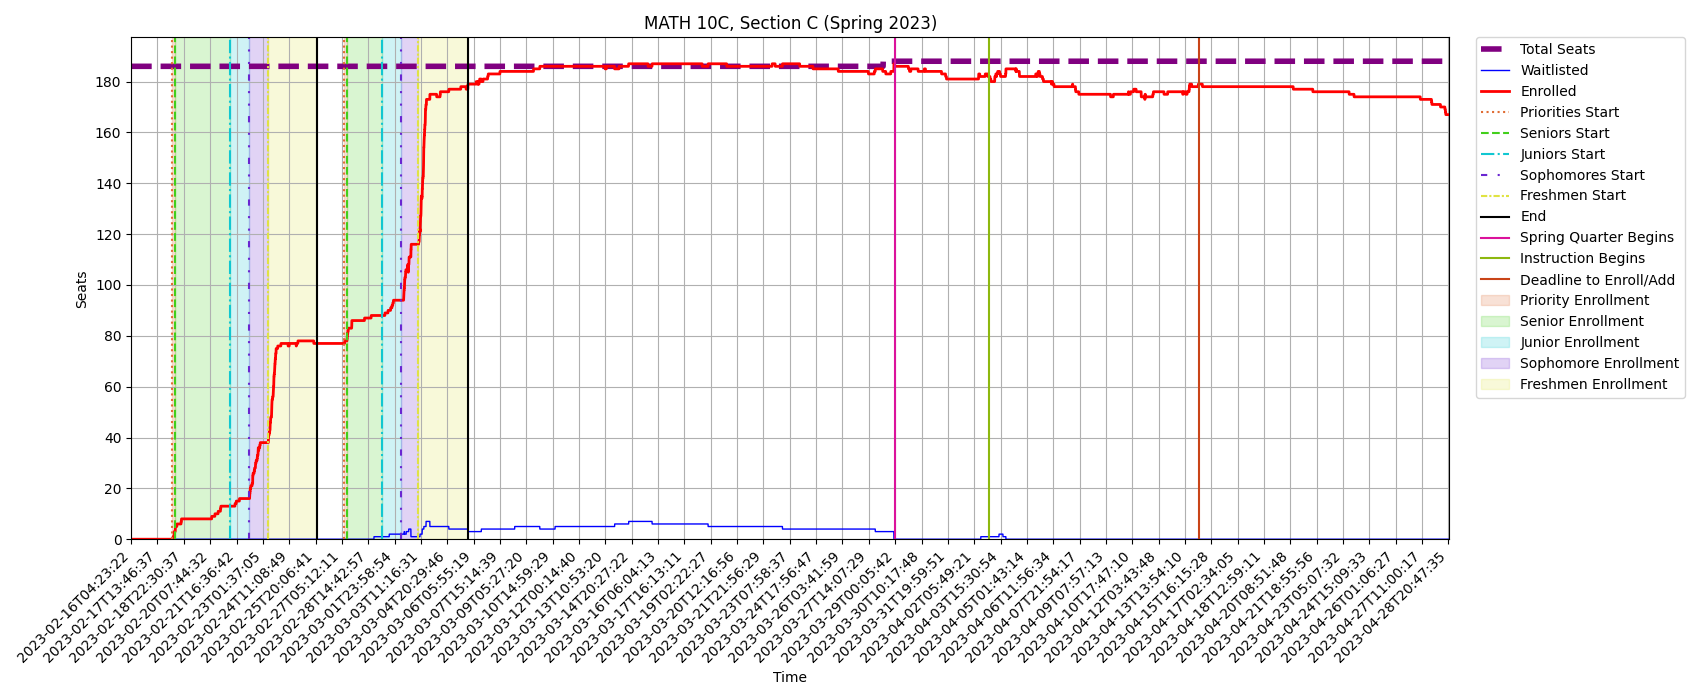 MATH 10C, Section C (Spring 2023)
Seats
180
160
140
120
100
80
60
40
20
0
2023-02-16T04:23:22
2023-02-17T13:46:37
2023-02-18T22:30:37
2023-02-20T07:44:32
2023-02-21T16:36:42
2023-02-23T01:37:05
2023-02-24T11:08:49
2023-02-25T20:06:41
2023-02-27T05:12:11
2023-02-28T14:42:57
2023-03-01T23:58:54
2023-03-03T11:16:31
2023-03-04T20:29:46
2023-03-06T05:55:19
2023-03-07T15:14:39
2023-03-09T05:27:20
2023-03-10T14:59:29
2023-03-12T00:14:40
2023-03-13T10:53:20
2023-03-14T20:27:22
2023-03-16T06:04:13
2023-03-17T16:13:11
2023-03-19T02:22:27
2023-03-20T12:16:56
2023-03-21T21:56:29
2023-03-23T07:58:37
2023-03-24T17:56:47
2023-03-26T03:41:59
2023-03-27T14:07:29
2023-03-29T00:05:42
2023-03-30T10:17:48
2023-03-31T19:59:51
2023-04-02T05:49:21
2023-04-03T15:30:54
2023-04-05T01:43:14
2023-04-06T11:56:34
2023-04-07T21:54:17
2023-04-09T07:57:13
2023-04-10T17:47:10
2023-04-12T03:43:48
2023-04-13T13:54:10
2023-04-15T16:15:28
2023-04-17T02:34:05
2023-04-18T12:59:11
2023-04-20T08:51:48
2023-04-21T18:55:56
2023-04-23T05:07:32
2023-04-24T15:09:33
2023-04-26T01:06:27
2023-04-27T11:00:17
2023-04-28T20:47:35
Time
Total Seats
Waitlisted
Enrolled
Priorities Start
Seniors Start
Juniors Start
Sophomores Start
Freshmen Start
End
Spring Quarter Begins
Instruction Begins
Deadline to Enroll/Add
Priority Enrollment
Senior Enrollment
Junior Enrollment
Sophomore Enrollment
Freshmen Enrollment